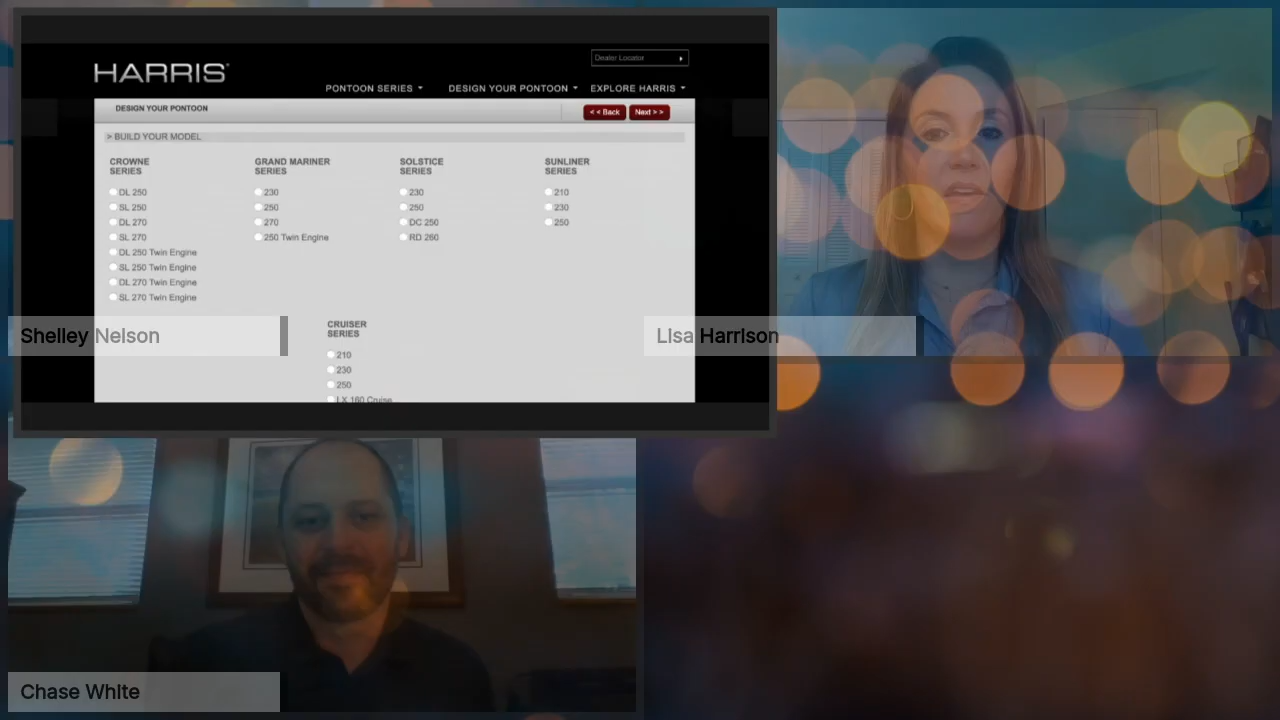 HARRIS
Dealer Locator
PONTOON SERIES
DESIGN YOUR PONTOON
EXPLORE HARRIS
DESIGN YOUR PONTOON
< < Back
Next > >
> BUILD YOUR MODEL
CROWNE
SERIES
DL 250
SL 250
DL 270
SL 270
DL 250 Twin Engine
SL 250 Twin Engine
DL 270 Twin Engine
SL 270 Twin Engine
GRAND MARINER
SERIES
230
250
270
250 Twin Engine
SOLSTICE
SERIES
230
250
DC 250
RD 260
SUNLINER
SERIES
210
230
250
CRUISER
SERIES
210
230
250
LX 160 Cruise
Shelley Nelson
Lisa Harrison
Chase White